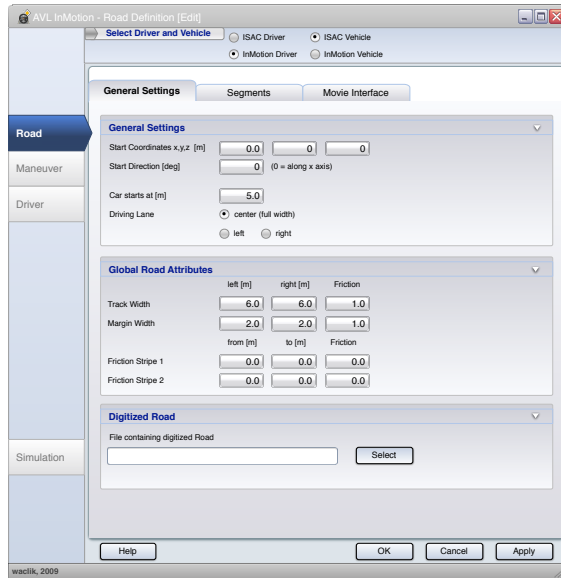 AVL InMotion - Road Definition [Edit]
Select Driver and Vehicle
ISAC Driver ISAC Vehicle
InMotion Driver InMotion Vehicle
General Settings Segments Movie Interface
Road
Maneuver
Driver
Simulation
General Settings
Start Coordinates x,y,z [m] 0.0 0 0
Start Direction [deg] 0 (0 = along x axis)
Car starts at [m] 5.0
Driving Lane center (full width)
left right
Global Road Attributes
left [m] right [m] Friction
Track Width 6.0 6.0 1.0
Margin Width 2.0 2.0 1.0
from [m] to [m] Friction
Friction Stripe 1 0.0 0.0 0.0
Friction Stripe 2 0.0 0.0 0.0
Digitized Road
File containing digitized Road
Select
Help OK Cancel Apply
waclik, 2009